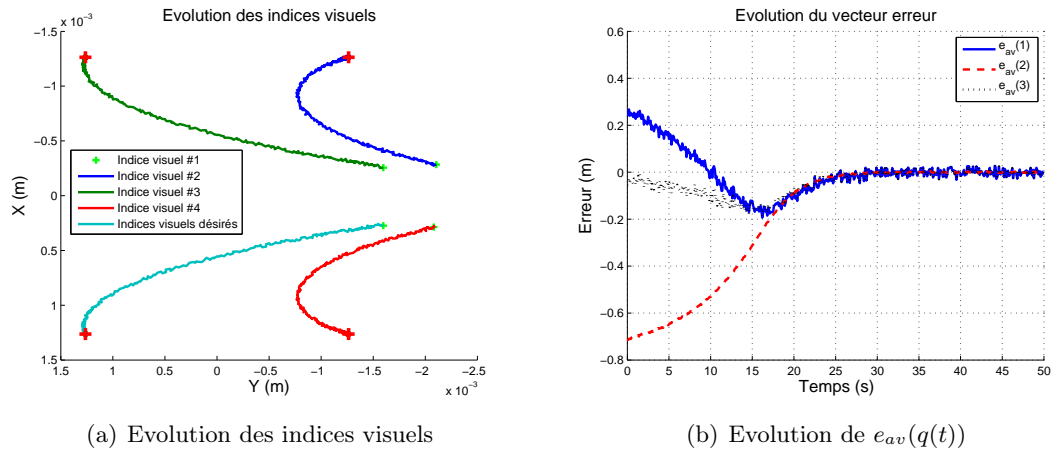 Evolution des indices visuels
x 10⁻³
−1.5
−1
−0.5
0
0.5
1
1.5
X (m)
Indice visuel #1
Indice visuel #2
Indice visuel #3
Indice visuel #4
Indices visuels désirés
1.5 1 0.5 0 −0.5 −1 −1.5 −2 −2.5
x 10⁻³
Y (m)
(a) Evolution des indices visuels
Evolution du vecteur erreur
0.6
0.4
0.2
0
−0.2
−0.4
−0.6
−0.8
Erreur (m)
e_av(1)
e_av(2)
e_av(3)
0 5 10 15 20 25 30 35 40 45 50
Temps (s)
(b) Evolution de e_av(q(t))